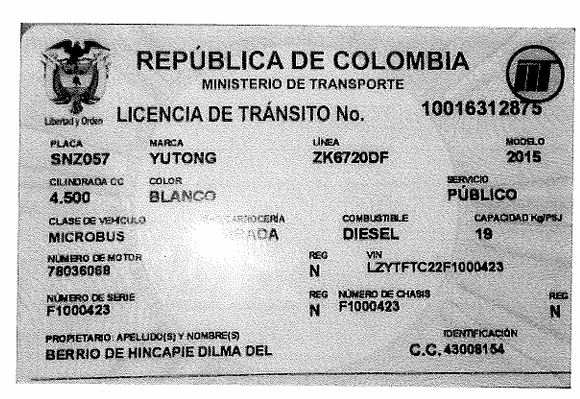 REPÚBLICA DE COLOMBIA
MINISTERIO DE TRANSPORTE
Libertad y Orden
LICENCIA DE TRÁNSITO No. 10016312875
PLACA MARCA LÍNEA MODELO
SNZ057 YUTONG ZK6720DF 2015
CILINDRADA CC COLOR SERVICIO
4.500 BLANCO PÚBLICO
CLASE DE VEHÍCULO CARROCERÍA COMBUSTIBLE CAPACIDAD Kg/PSJ
MICROBUS DIESEL 19
NÚMERO DE MOTOR REG VIN
78036068 N LZYTFTC22F1000423
NÚMERO DE SERIE REG NÚMERO DE CHASIS REG
F1000423 N F1000423 N
PROPIETARIO: APELLIDO(S) Y NOMBRE(S) IDENTIFICACIÓN
BERRIO DE HINCAPIE DILMA DEL C.C. 43008154